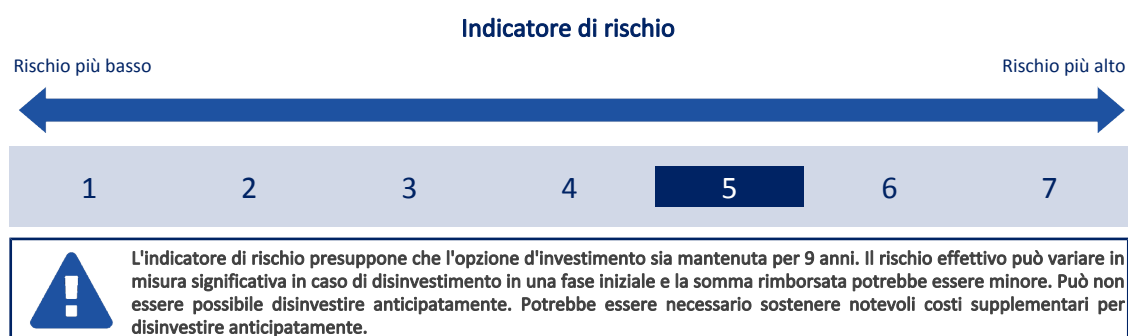 Indicatore di rischio
Rischio più basso
Rischio più alto
1 2 3 4 5 6 7
L'indicatore di rischio presuppone che l'opzione d'investimento sia mantenuta per 9 anni. Il rischio effettivo può variare in
misura significativa in caso di disinvestimento in una fase iniziale e la somma rimborsata potrebbe essere minore. Può non
essere possibile disinvestire anticipatamente. Potrebbe essere necessario sostenere notevoli costi supplementari per
disinvestire anticipatamente.